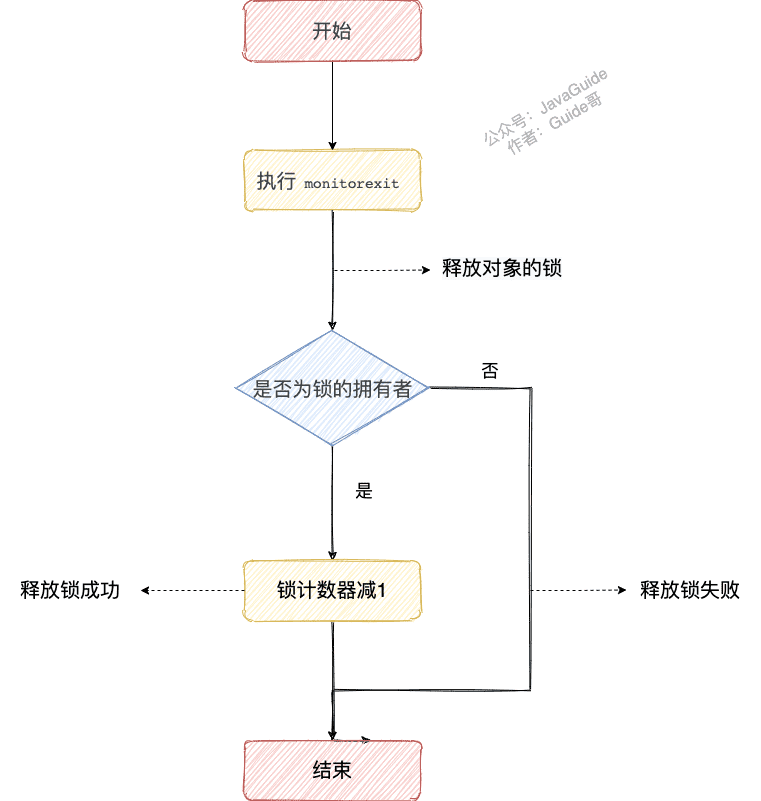 开始
公众号：JavaGuide
作者：Guide哥
执行 monitorexit
释放对象的锁
是否为锁的拥有者
否
是
释放锁成功
锁计数器减1
释放锁失败
结束